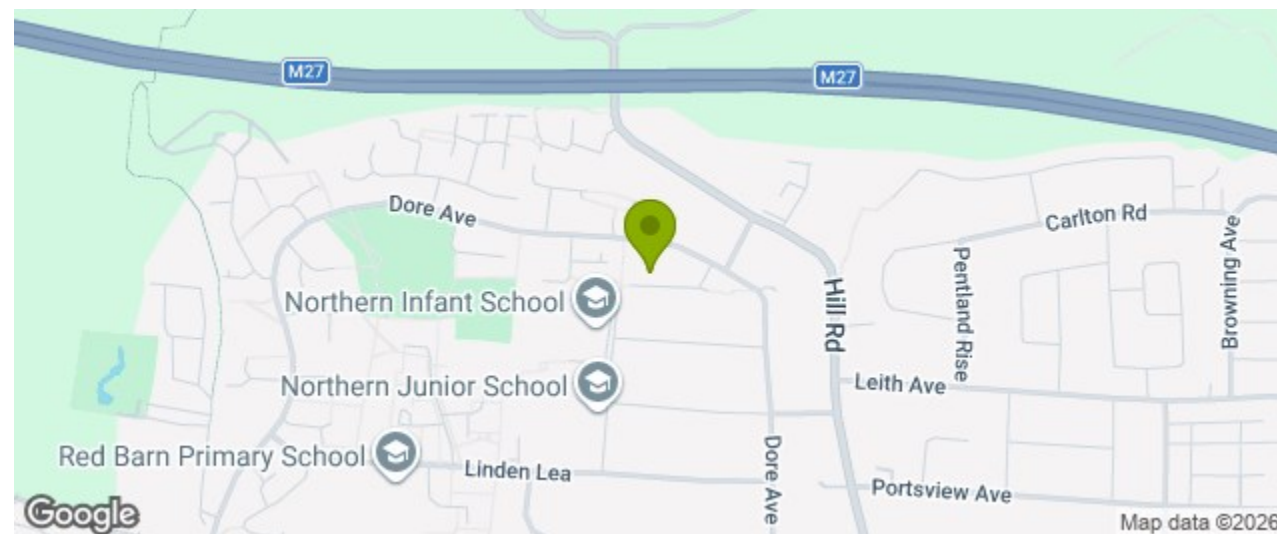 M27
M27
Dore Ave
Carlton Rd
Browning Ave
Pentland Rise
Hill Rd
Northern Infant School
Northern Junior School
Leith Ave
Red Barn Primary School
Linden Lea
Dore Ave
Portsview Ave
Google
Map data ©2026